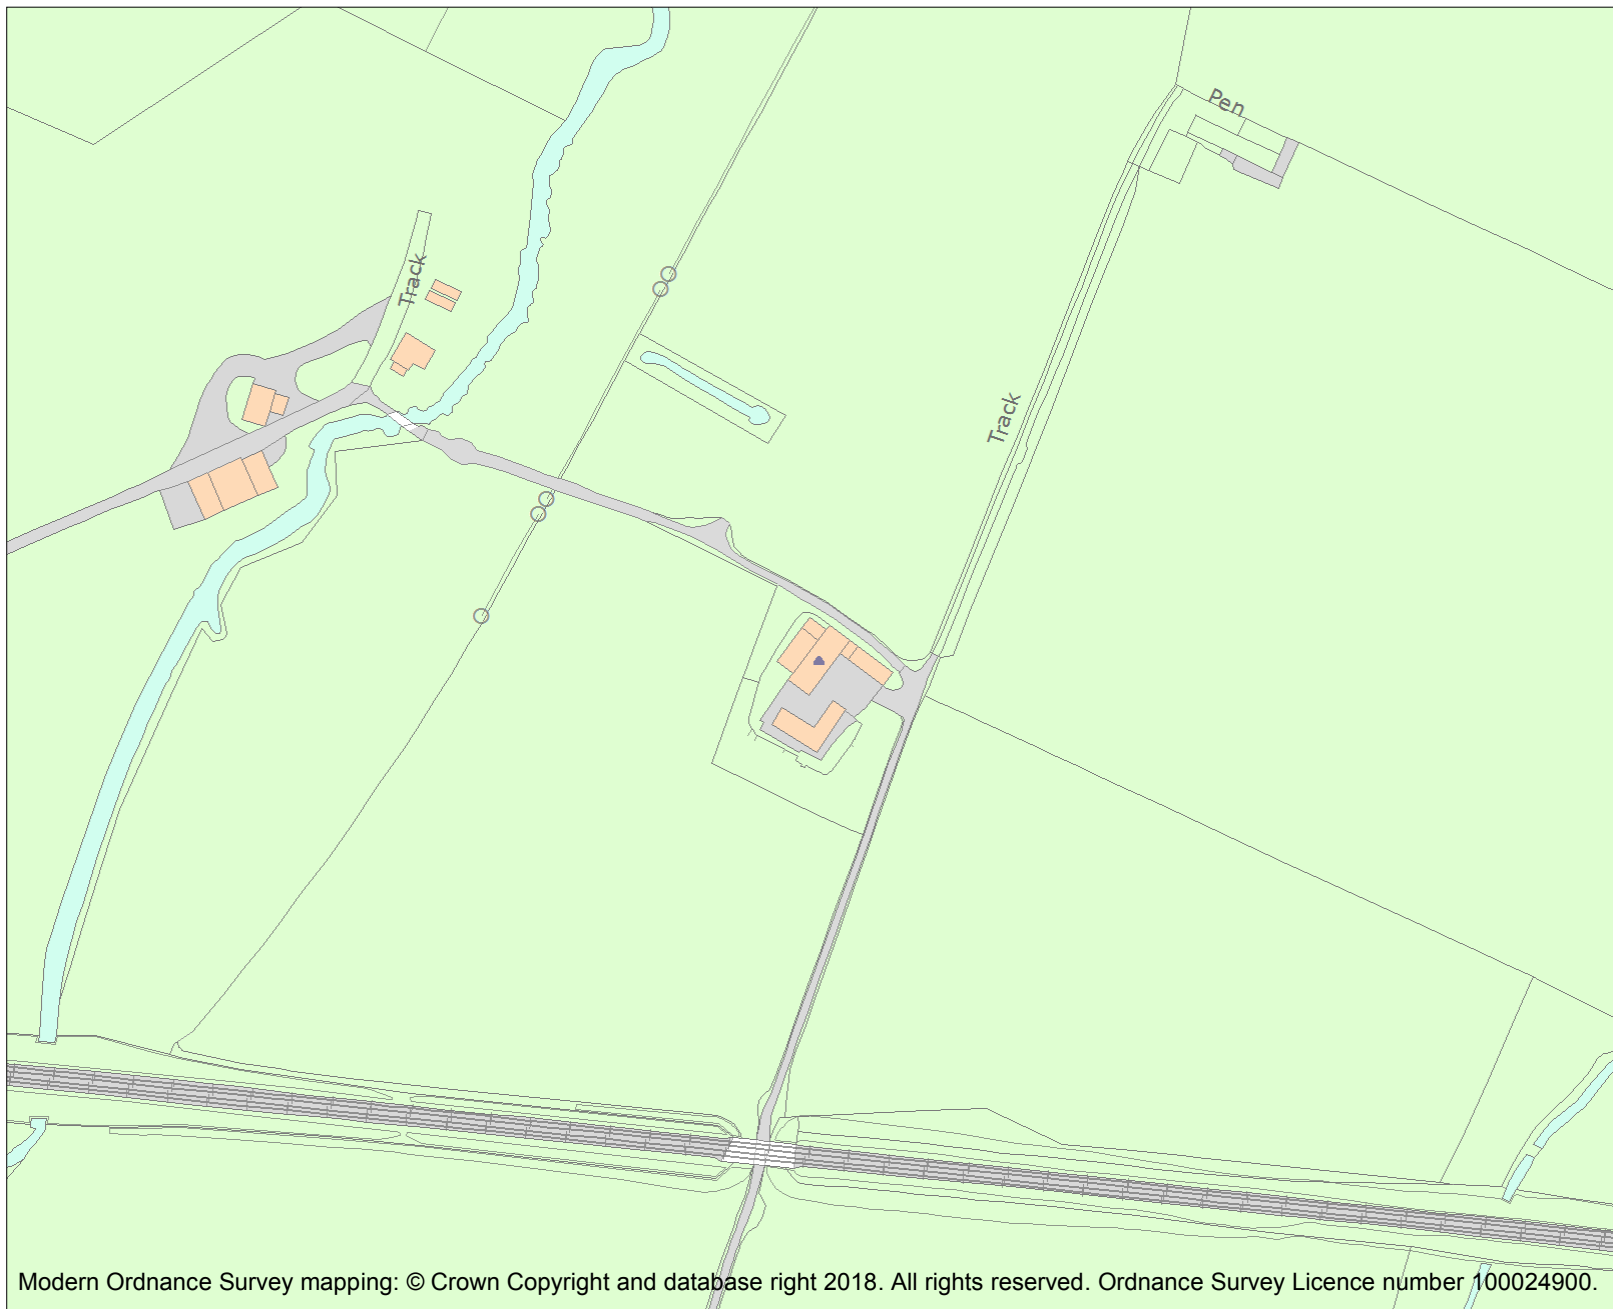 Pen
Track
Track
Modern Ordnance Survey mapping: © Crown Copyright and database right 2018. All rights reserved. Ordnance Survey Licence number 100024900.